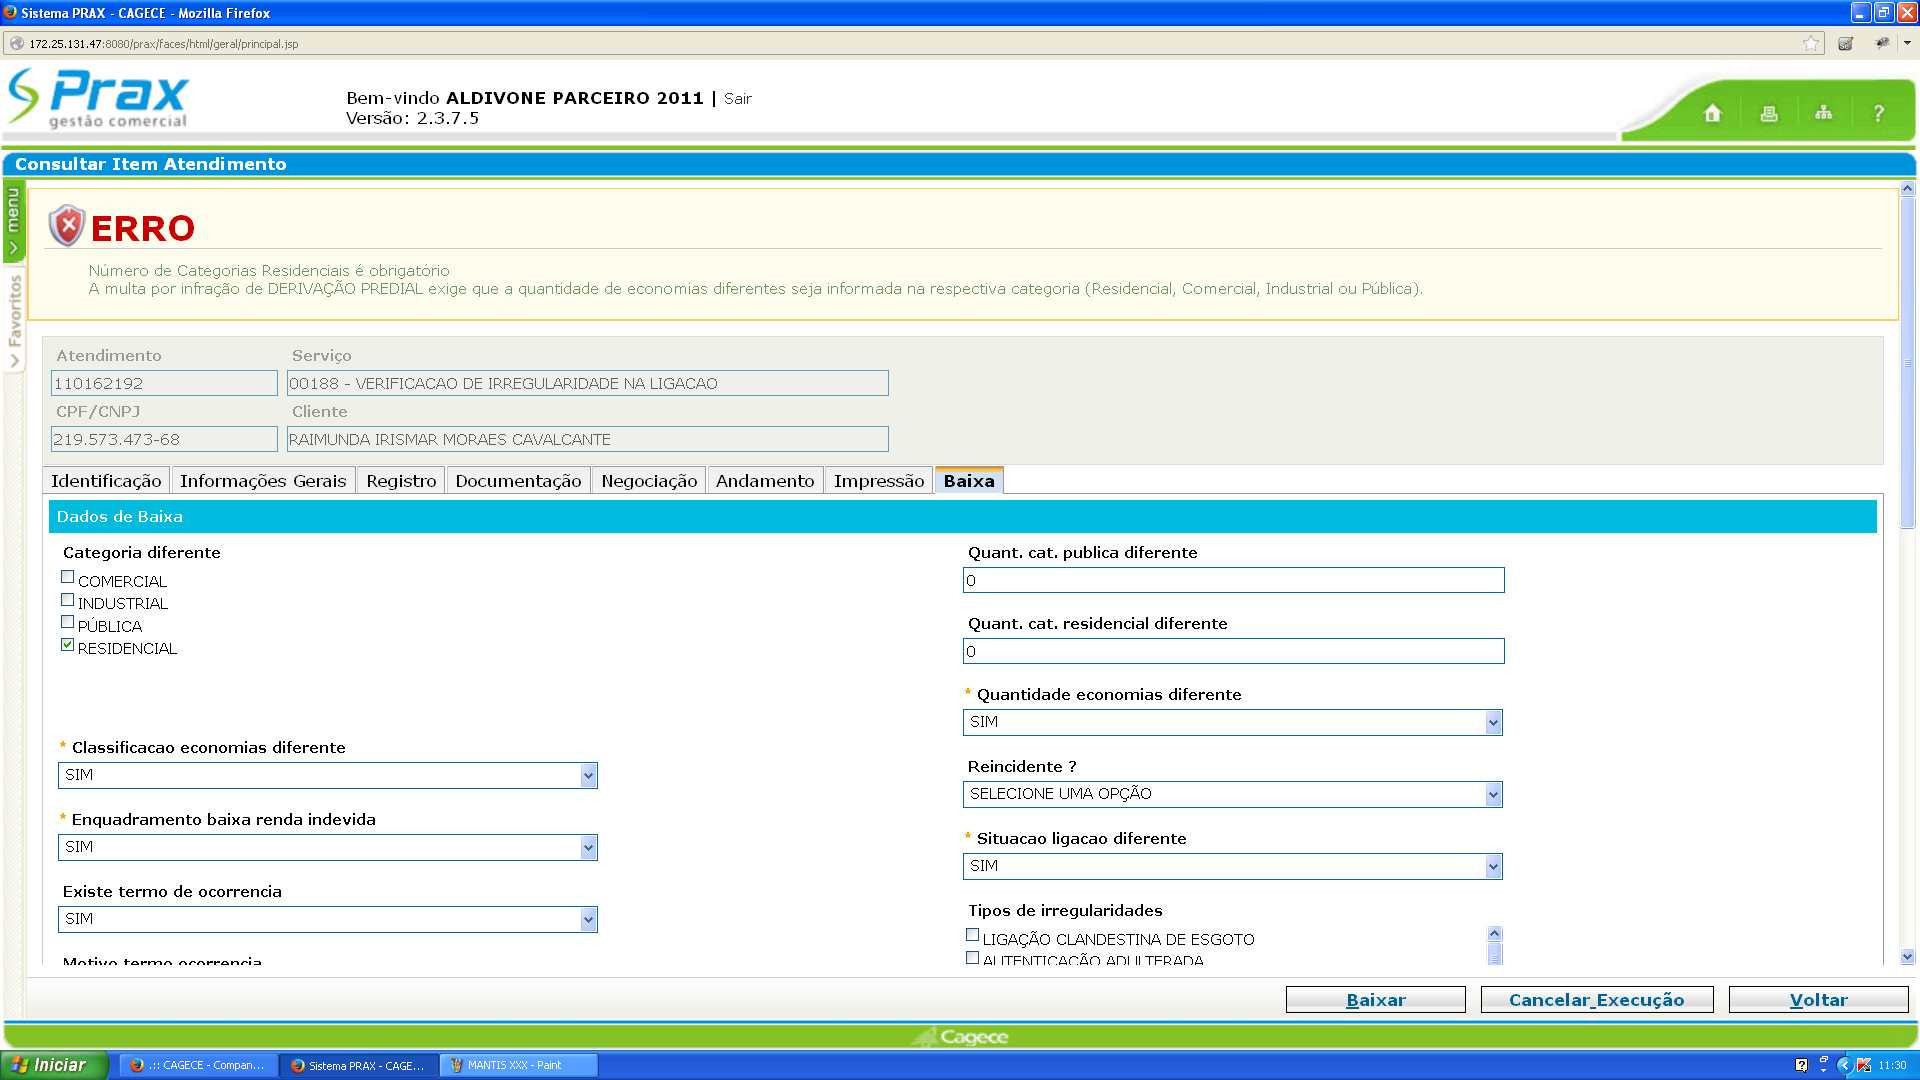 Sistema PRAX - CAGECE - Mozilla Firefox
172.25.131.47:8080/prax/faces/html/geral/principal.jsp
Prax
gestão comercial
Bem-vindo ALDIVONE PARCEIRO 2011 | Sair
Versão: 2.3.7.5
?
Consultar Item Atendimento
menu
Favoritos
ERRO
Número de Categorias Residenciais é obrigatório
A multa por infração de DERIVAÇÃO PREDIAL exige que a quantidade de economias diferentes seja informada na respectiva categoria (Residencial, Comercial, Industrial ou Pública).
Atendimento Serviço
110162192 00188 - VERIFICACAO DE IRREGULARIDADE NA LIGACAO
CPF/CNPJ Cliente
219.573.473-68 RAIMUNDA IRISMAR MORAES CAVALCANTE
Identificação Informações Gerais Registro Documentação Negociação Andamento Impressão Baixa
Dados de Baixa
Categoria diferente
COMERCIAL
INDUSTRIAL
PÚBLICA
RESIDENCIAL
* Classificacao economias diferente
SIM
* Enquadramento baixa renda indevida
SIM
Existe termo de ocorrencia
SIM
Motivo termo ocorrencia
Quant. cat. publica diferente
0
Quant. cat. residencial diferente
0
* Quantidade economias diferente
SIM
Reincidente ?
SELECIONE UMA OPÇÃO
* Situacao ligacao diferente
SIM
Tipos de irregularidades
LIGAÇÃO CLANDESTINA DE ESGOTO
AUTENTICAÇÃO ADULTERADA
Baixar Cancelar Execução Voltar
Cagece
Iniciar .:: CAGECE - Compan... Sistema PRAX - CAGE... MANTIS XXX - Paint 11:30